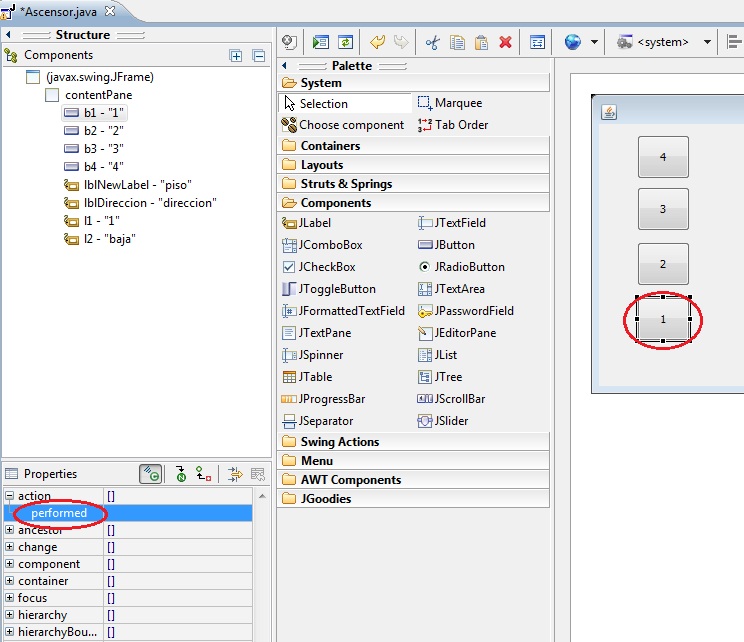 *Ascensor.java
Structure
Components
(javax.swing.JFrame)
contentPane
b1 - "1"
b2 - "2"
b3 - "3"
b4 - "4"
lblNewLabel - "piso"
lblDireccion - "direccion"
l1 - "1"
l2 - "baja"
Properties
action []
performed
ancestor []
change []
component []
container []
focus []
hierarchy []
hierarchyBou... []
<system>
Palette
System
Selection Marquee
Choose component Tab Order
Containers
Layouts
Struts & Springs
Components
JLabel JTextField
JComboBox JButton
JCheckBox JRadioButton
JToggleButton JTextArea
JFormattedTextField JPasswordField
JTextPane JEditorPane
JSpinner JList
JTable JTree
JProgressBar JScrollBar
JSeparator JSlider
Swing Actions
Menu
AWT Components
JGoodies
4
3
2
1